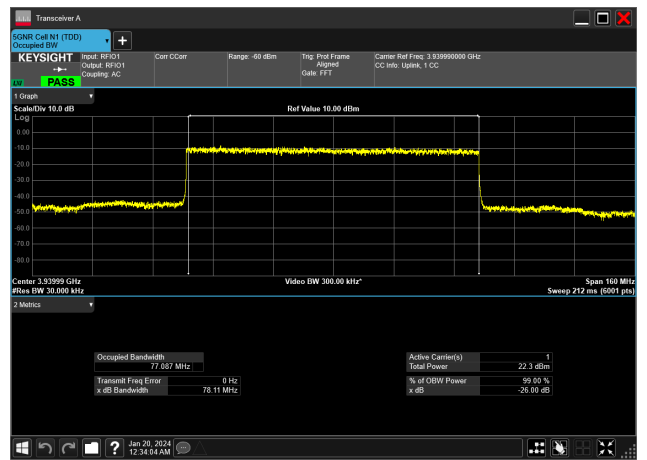 Transceiver A
5GNR Cell N1 (TDD)
Occupied BW
KEYSIGHT Input: RFIO1 Corr CCorr Range: -60 dBm Trig: Prot Frame Carrier Ref Freq: 3.939990000 GHz
Output: RFIO1 Aligned CC Info: Uplink, 1 CC
Coupling: AC Gate: FFT
PASS
1 Graph
Scale/Div 10.0 dB Ref Value 10.00 dBm
Log
0.00
-10.0
-20.0
-30.0
-40.0
-50.0
-60.0
-70.0
-80.0
Center 3.93999 GHz Video BW 300.00 kHz* Span 160 MHz
#Res BW 30.000 kHz Sweep 212 ms (6001 pts)
2 Metrics
Occupied Bandwidth Active Carrier(s) 1
77.087 MHz Total Power 22.3 dBm
Transmit Freq Error 0 Hz % of OBW Power 99.00 %
x dB Bandwidth 78.11 MHz x dB -26.00 dB
Jan 20, 2024
12:34:04 AM